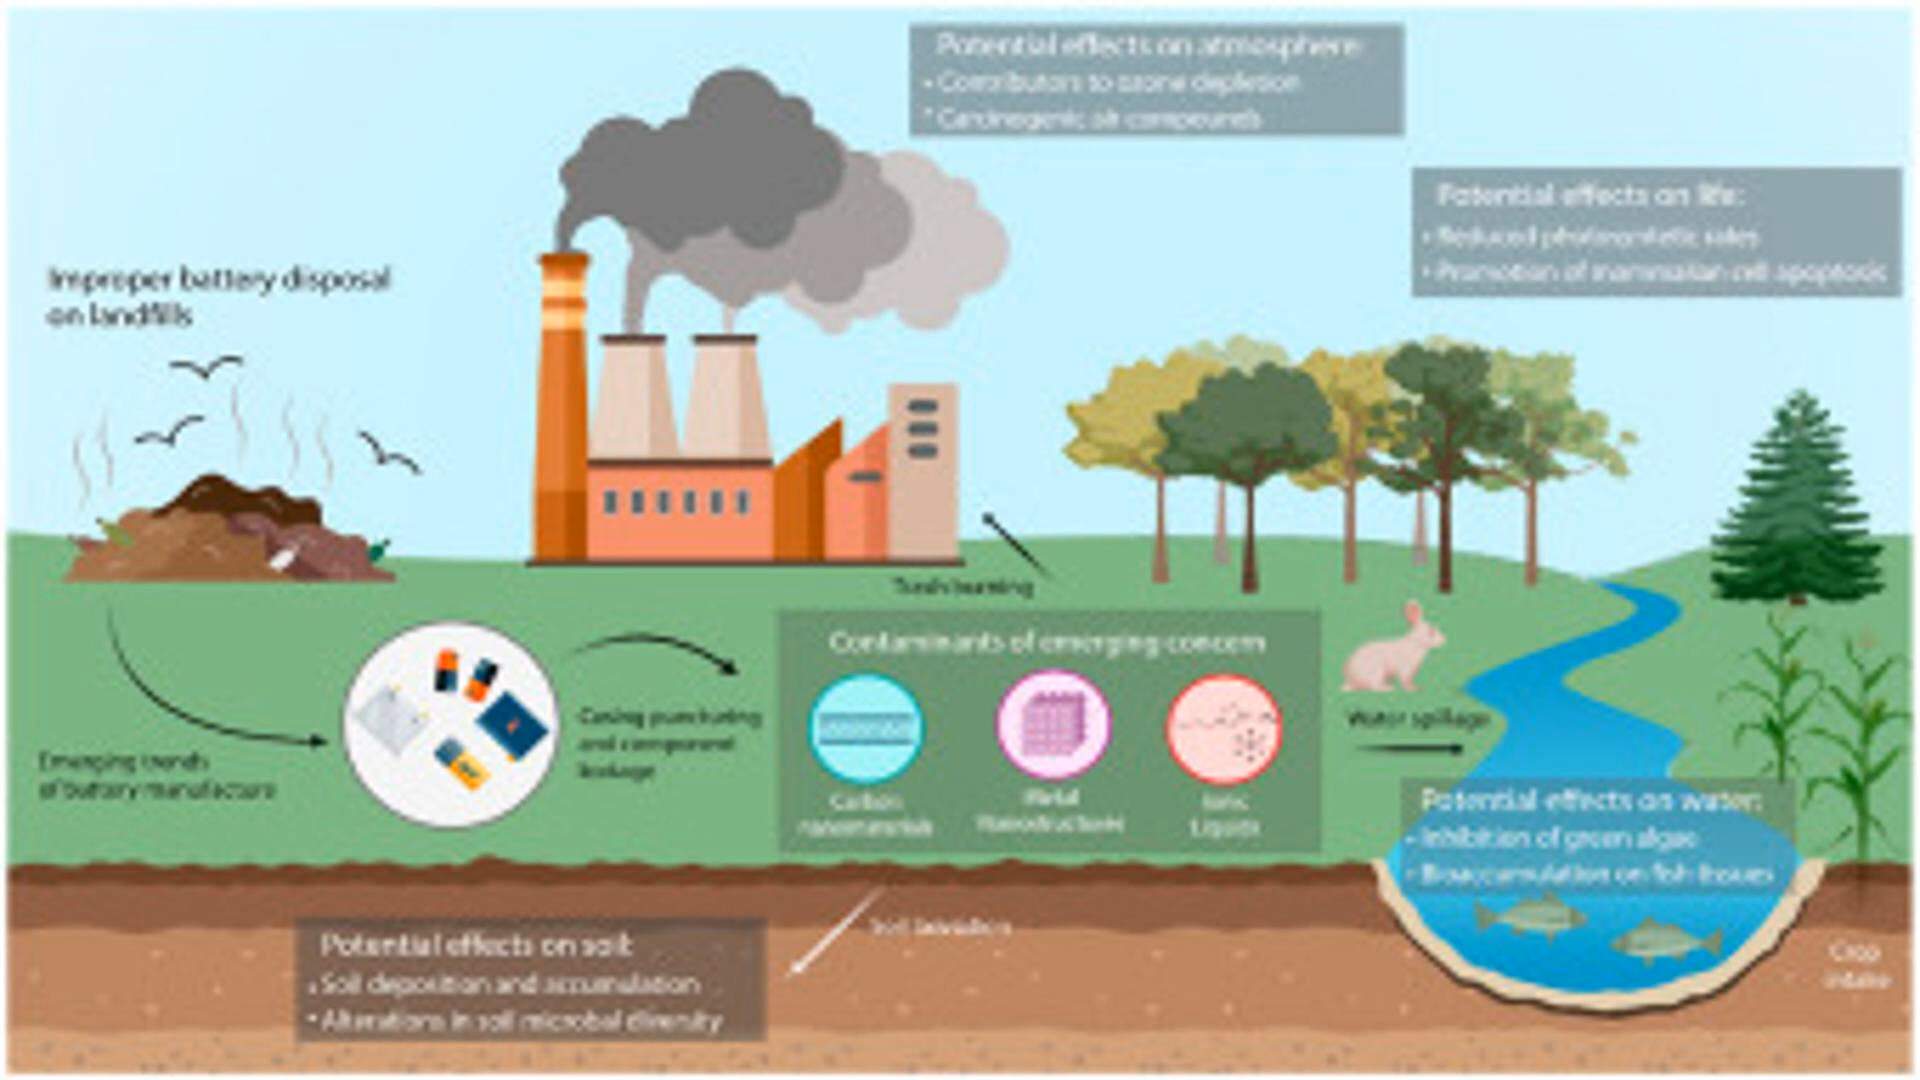 Potential effects on atmosphere:
• Contributors to ozone depletion
• Carcinogenic air compounds
Potential effects on life:
• Reduced photosyntetic rates
• Promotion of mammalian cell apoptosis
Improper battery disposal
on landfills
Trash burning
Contaminants of emerging concern
Emerging trends
of battery manufacture
Casing puncturing
and component
leakage
Carbon
nanomaterials
Metal
Nanostructures
Ionic
Liquids
Water spillage
Potential effects on water:
• Inhibition of green algae
• Bioaccumulation on fish tissues
Potential effects on soil:
• Soil deposition and accumulation
• Alterations in soil microbial diversity
Soil
Crop
intake